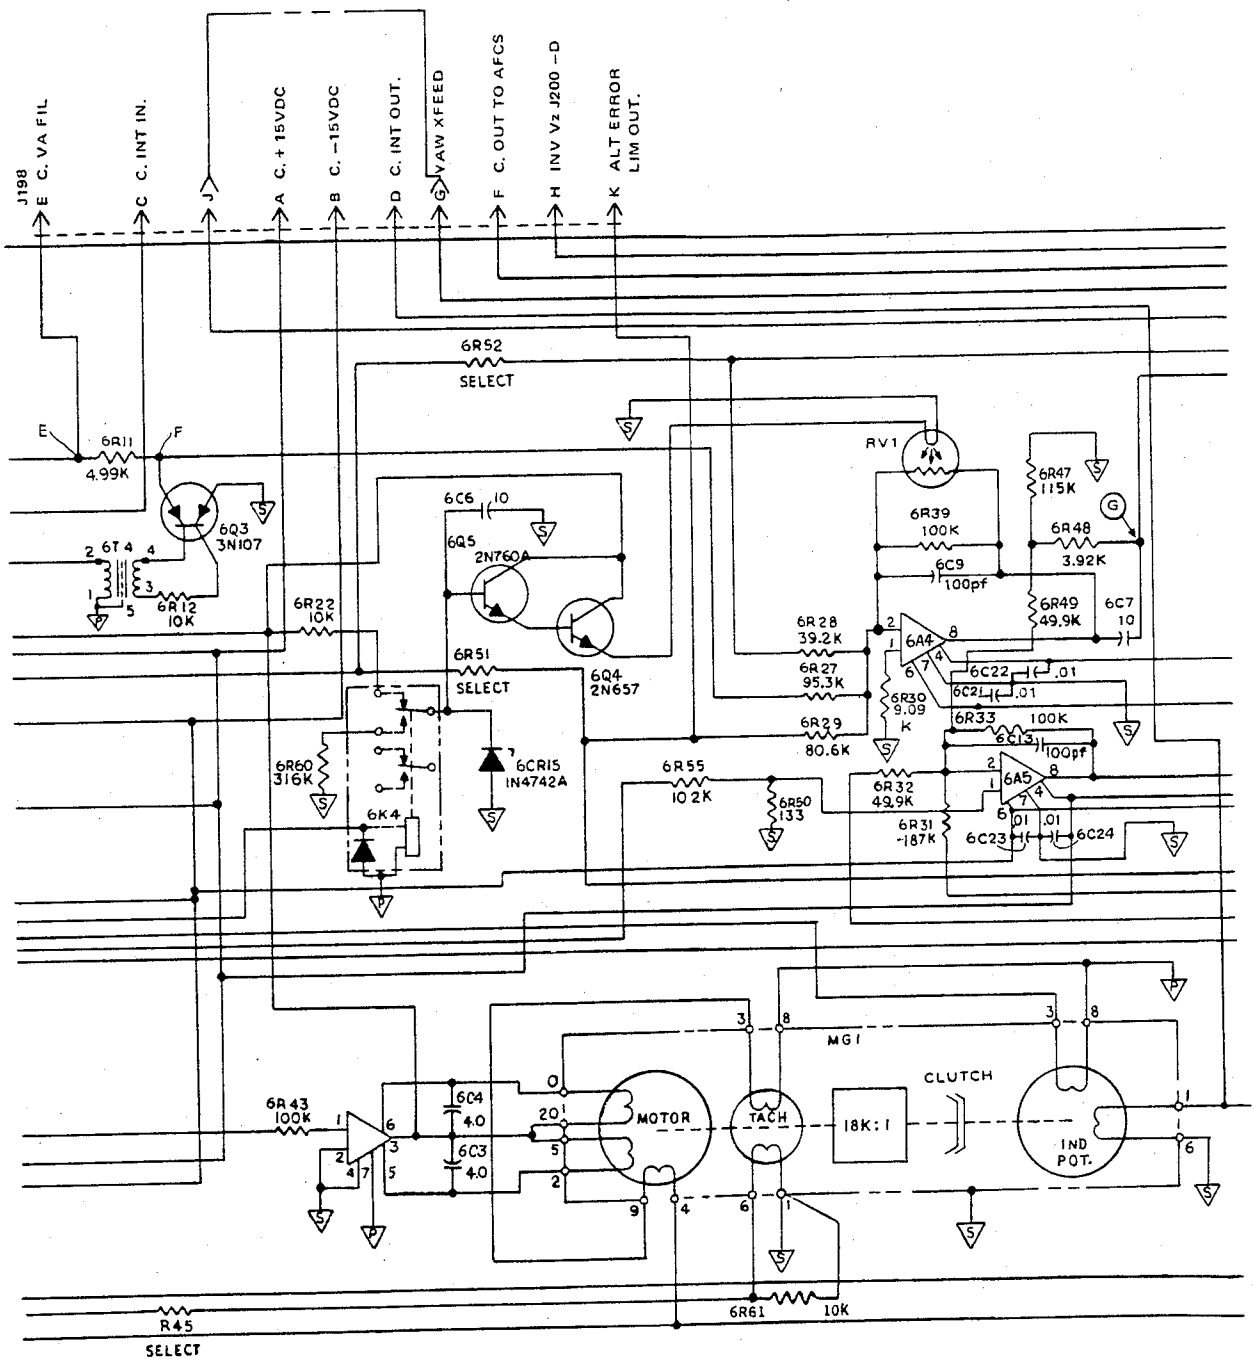 J198
E C. VA FIL
C C. INT IN.
J
A C. + 15VDC
B C. -15VDC
D C. INT OUT.
G VAW XFEED
F C. OUT TO AFCS
H INV Vz J200 -D
K ALT ERROR
LIM OUT.
6R52
SELECT
E
6R11
4.99K
F
S
6Q3
3N107
2 6T4 4
1 5 3
P
6R12
10K
6C6 10
S
6Q5
2N760A
6Q4
2N657
6R22
10K
6R51
SELECT
6R60
316K
S
6K4
P
6CR15
1N4742A
S
S
RV1
6R39
100K
6C9
100pf
6R47
115K
S
G
6R48
3.92K
6R49
49.9K
6C7
10
6R28
39.2K
6R27
95.3K
6R29
80.6K
2
1
6A4
8
6 7 4
6R30
9.09
K
S
6C22 .01
6C21 .01
S
6R33 100K
6C13
100pf
6R55
10.2K
6R50
133
S
6R32
49.9K
6R31
187K
2
1
6A5
8
6 7 4
.01 .01
6C23 6C24
S
P
3 8
MG1
3 8
6R43
100K
1
2
6
3
4 7 5
S
P
6C4
4.0
6C3
4.0
0
20
5
2
MOTOR
9 4
TACH
6 1
S
18K:1
CLUTCH
IND
POT.
1
6
S
S
R45
SELECT
6R61 10K